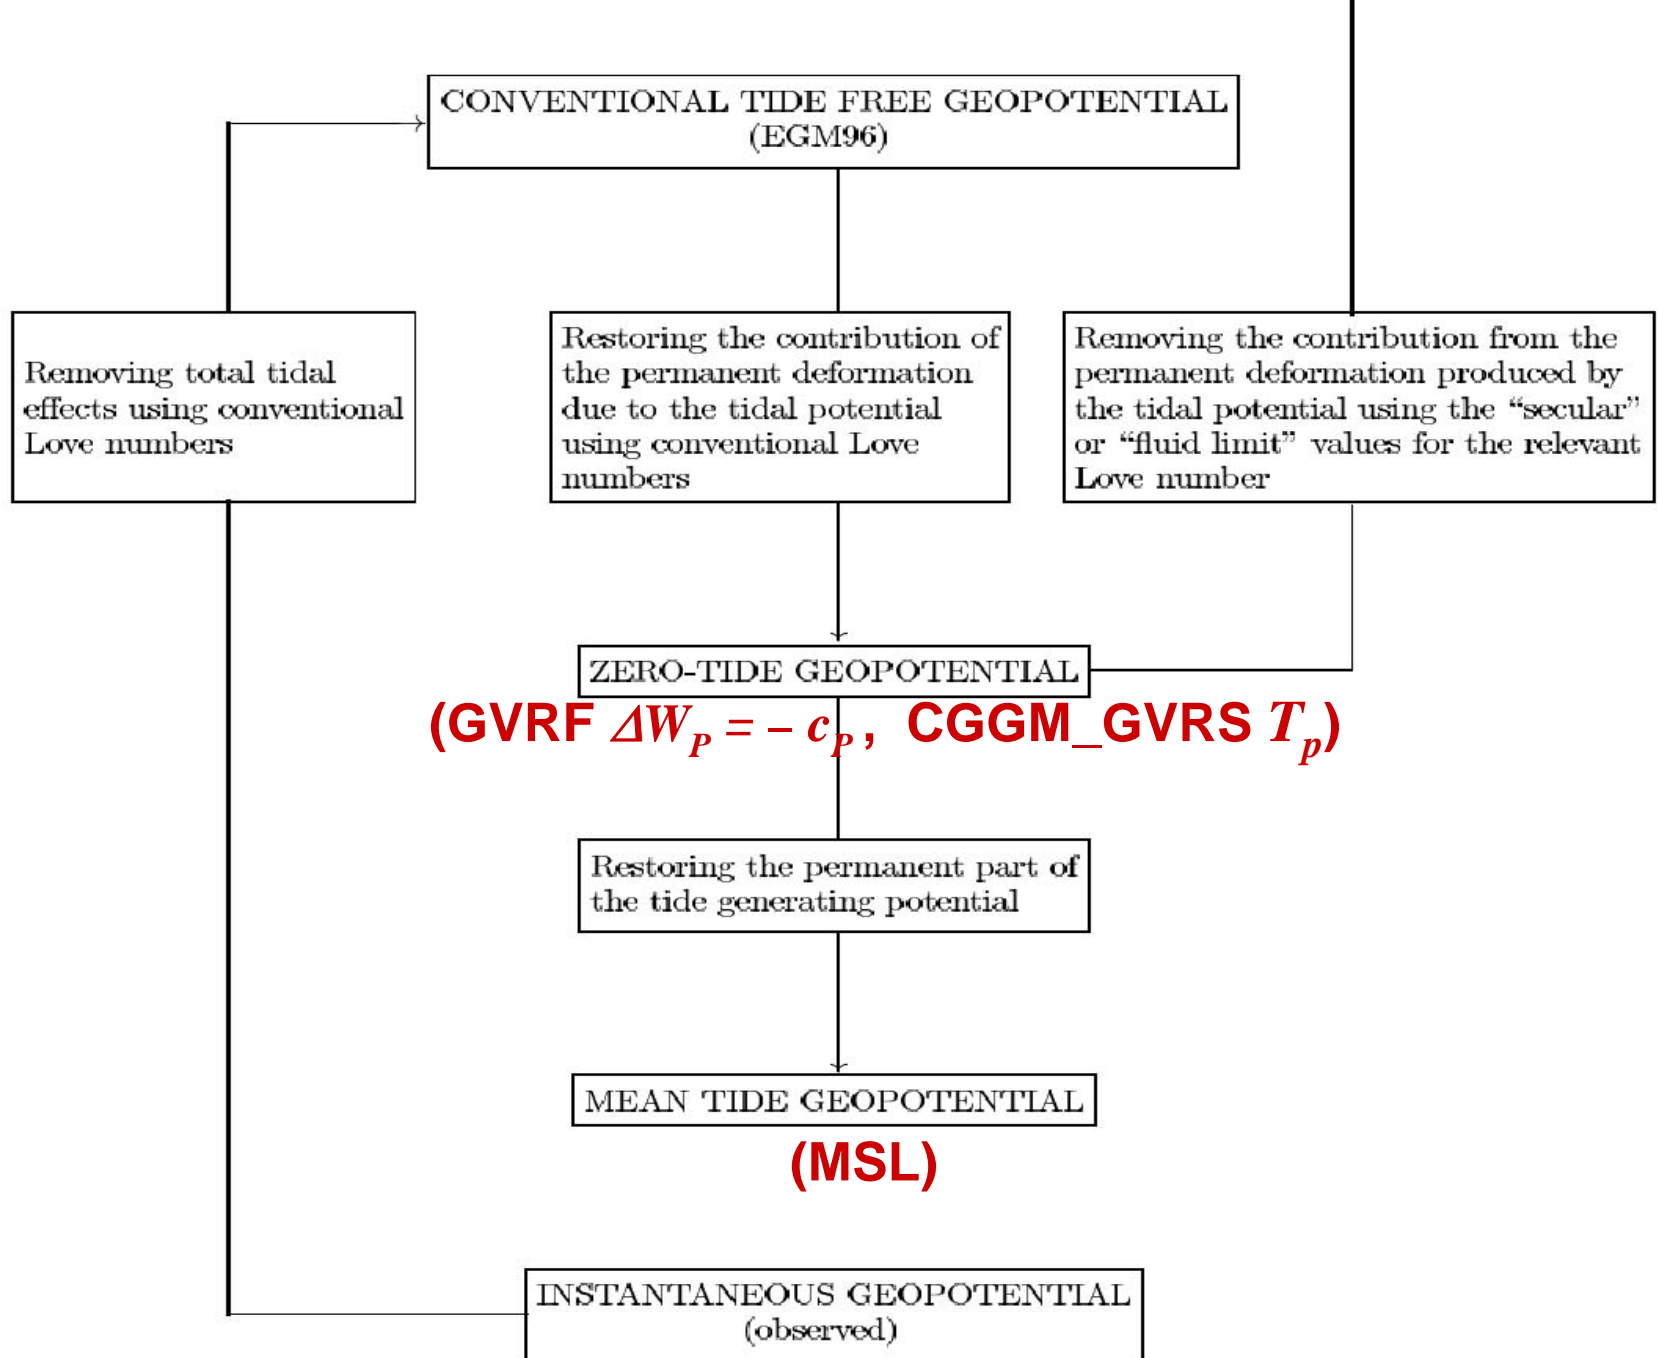 CONVENTIONAL TIDE FREE GEOPOTENTIAL
(EGM96)
Removing total tidal
effects using conventional
Love numbers
Restoring the contribution of
the permanent deformation
due to the tidal potential
using conventional Love
numbers
Removing the contribution from the
permanent deformation produced by
the tidal potential using the “secular”
or “fluid limit” values for the relevant
Love number
ZERO-TIDE GEOPOTENTIAL
(GVRF ΔW_P = – c_P , CGGM_GVRS T_p)
Restoring the permanent part of
the tide generating potential
MEAN TIDE GEOPOTENTIAL
(MSL)
INSTANTANEOUS GEOPOTENTIAL
(observed)